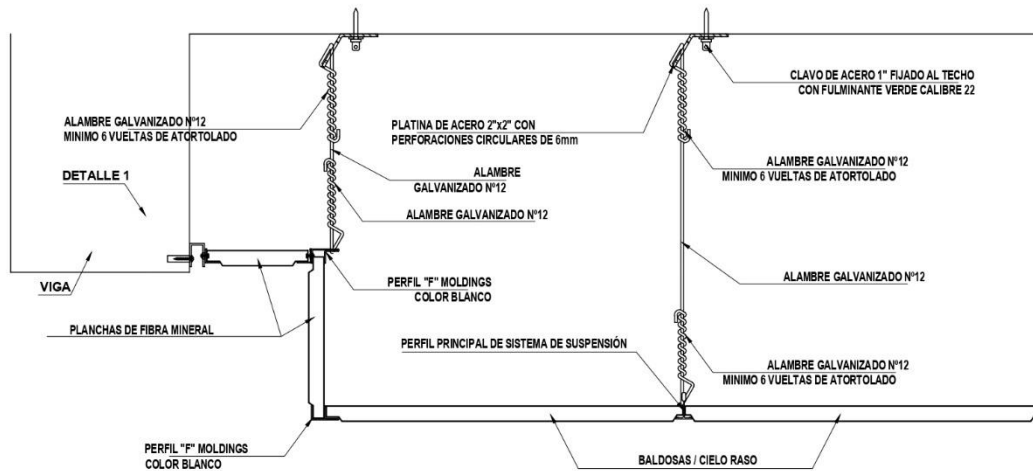 CLAVO DE ACERO 1" FIJADO AL TECHO
CON FULMINANTE VERDE CALIBRE 22
ALAMBRE GALVANIZADO Nº12
MINIMO 6 VUELTAS DE ATORTOLADO
PLATINA DE ACERO 2"x2" CON
PERFORACIONES CIRCULARES DE 6mm
ALAMBRE GALVANIZADO Nº12
MINIMO 6 VUELTAS DE ATORTOLADO
DETALLE 1
ALAMBRE
GALVANIZADO Nº12
ALAMBRE GALVANIZADO Nº12
VIGA
PERFIL "F" MOLDINGS
COLOR BLANCO
ALAMBRE GALVANIZADO Nº12
PLANCHAS DE FIBRA MINERAL
PERFIL PRINCIPAL DE SISTEMA DE SUSPENSIÓN
ALAMBRE GALVANIZADO Nº12
MINIMO 6 VUELTAS DE ATORTOLADO
PERFIL "F" MOLDINGS
COLOR BLANCO
BALDOSAS / CIELO RASO